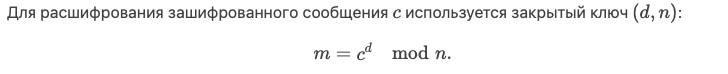 Для расшифрования зашифрованного сообщения c используется закрытый ключ (d, n):
m = c^d mod n.